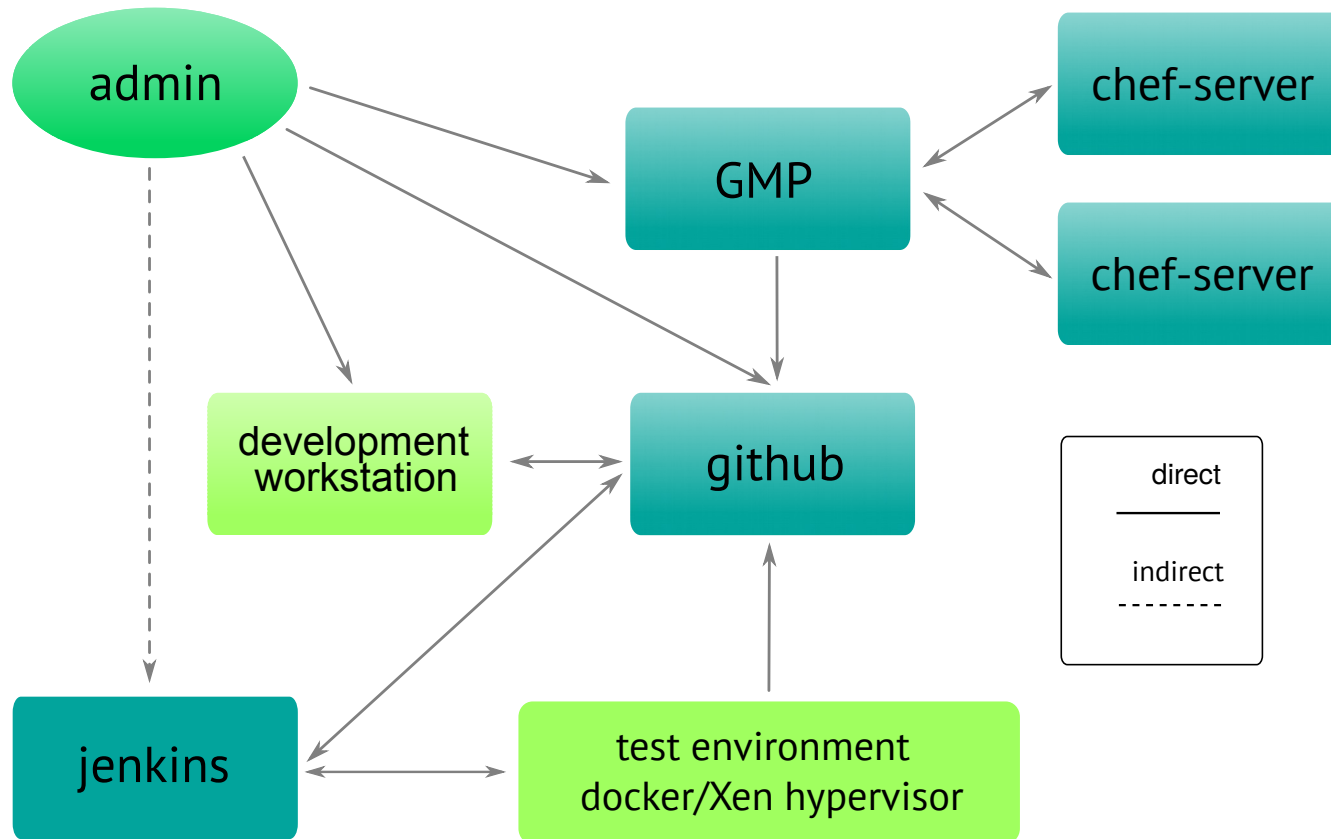 admin
chef-server
GMP
chef-server
development
workstation
github
direct
indirect
jenkins
test environment
docker/Xen hypervisor